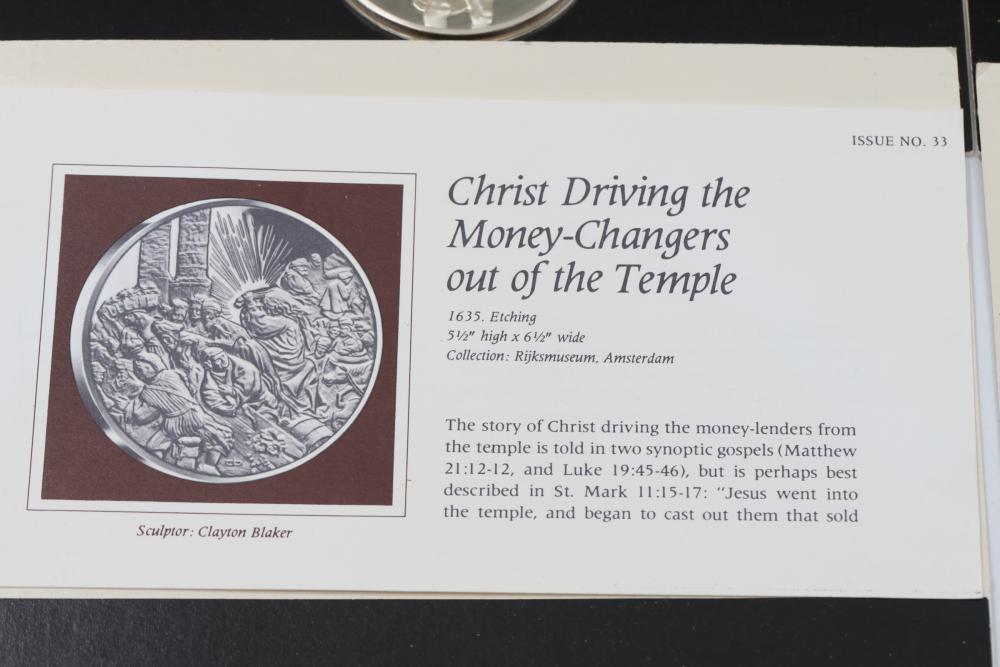 ISSUE NO. 33
Christ Driving the
Money-Changers
out of the Temple
1635. Etching
5½" high x 6½" wide
Collection: Rijksmuseum, Amsterdam
The story of Christ driving the money-lenders from
the temple is told in two synoptic gospels (Matthew
21:12-12, and Luke 19:45-46), but is perhaps best
described in St. Mark 11:15-17: "Jesus went into
the temple, and began to cast out them that sold
Sculptor: Clayton Blaker